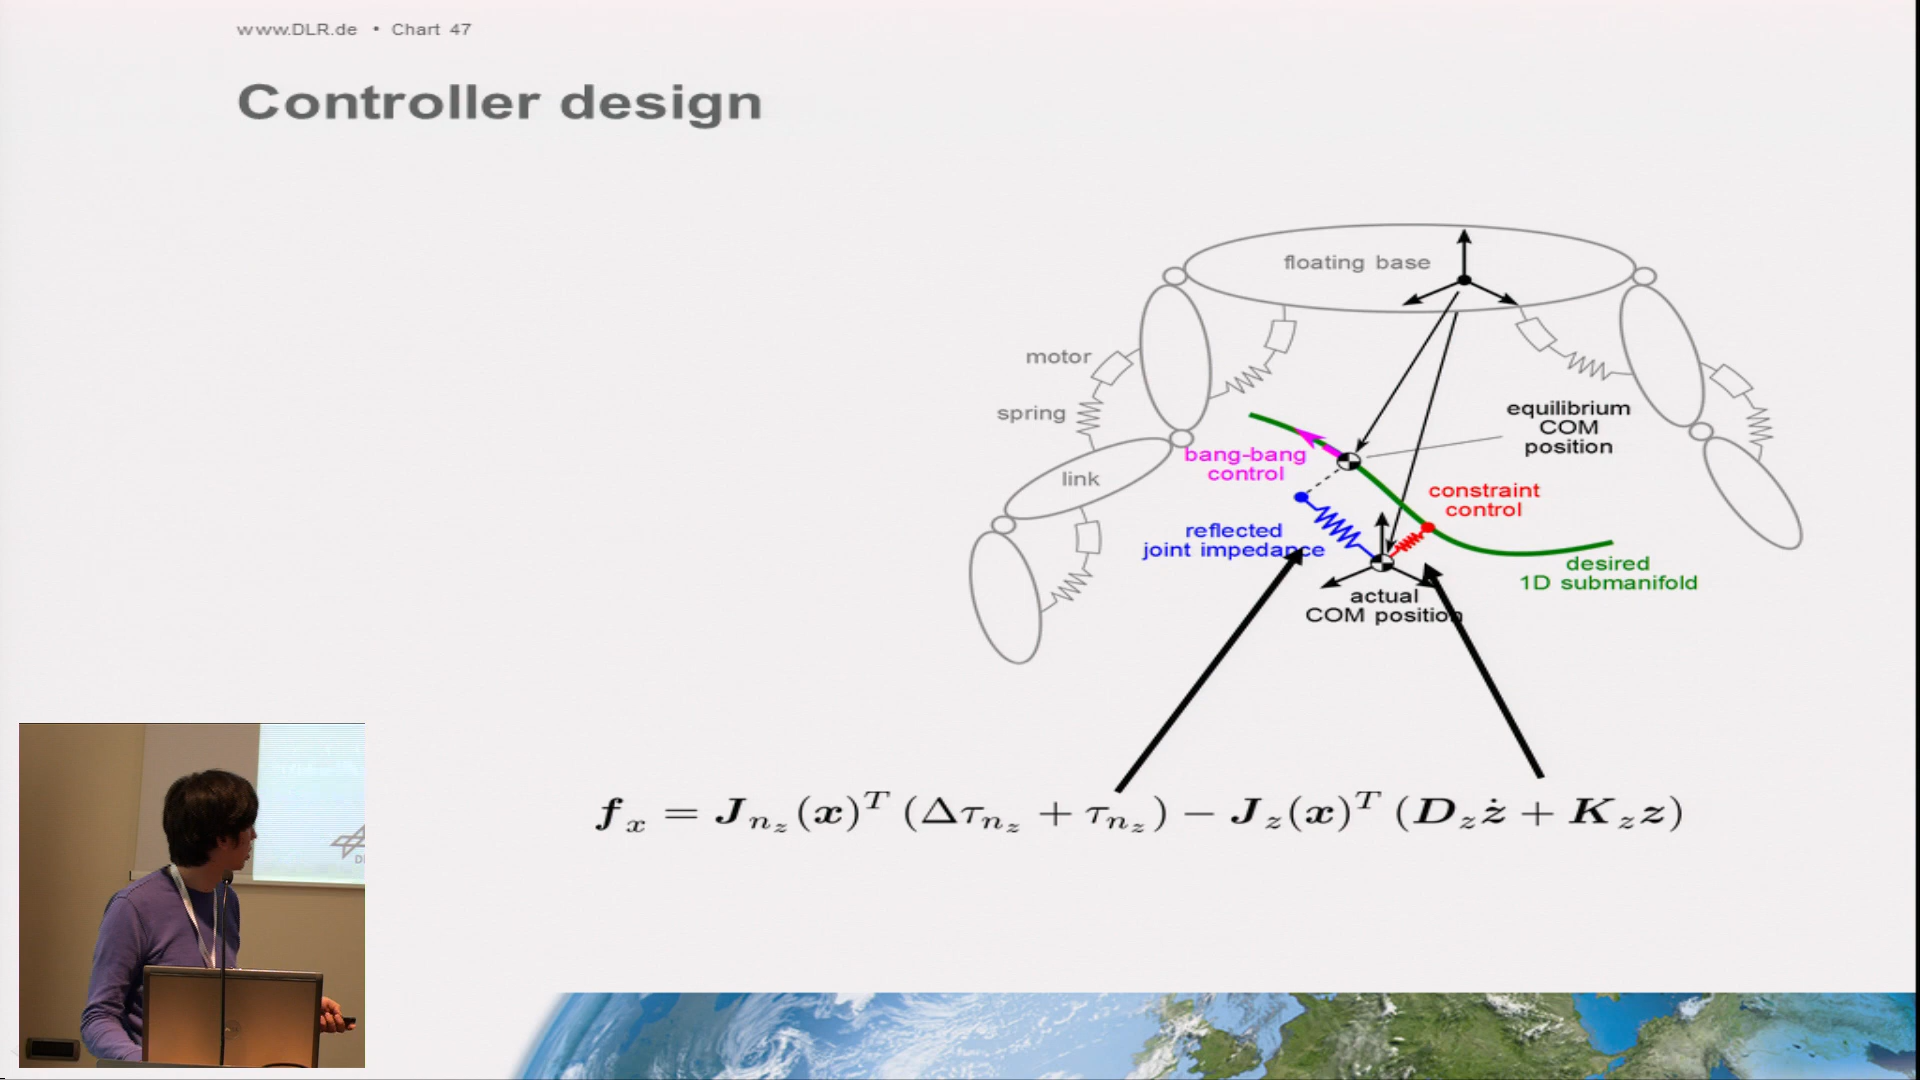 www.DLR.de • Chart 47
Controller design
floating base
motor
spring
link
equilibrium
COM
position
bang-bang
control
constraint
control
reflected
joint impedance
desired
1D submanifold
actual
COM position
f_x = J_{n_z}(x)^T (Δτ_{n_z} + τ_{n_z}) − J_z(x)^T (D_z ż + K_z z)